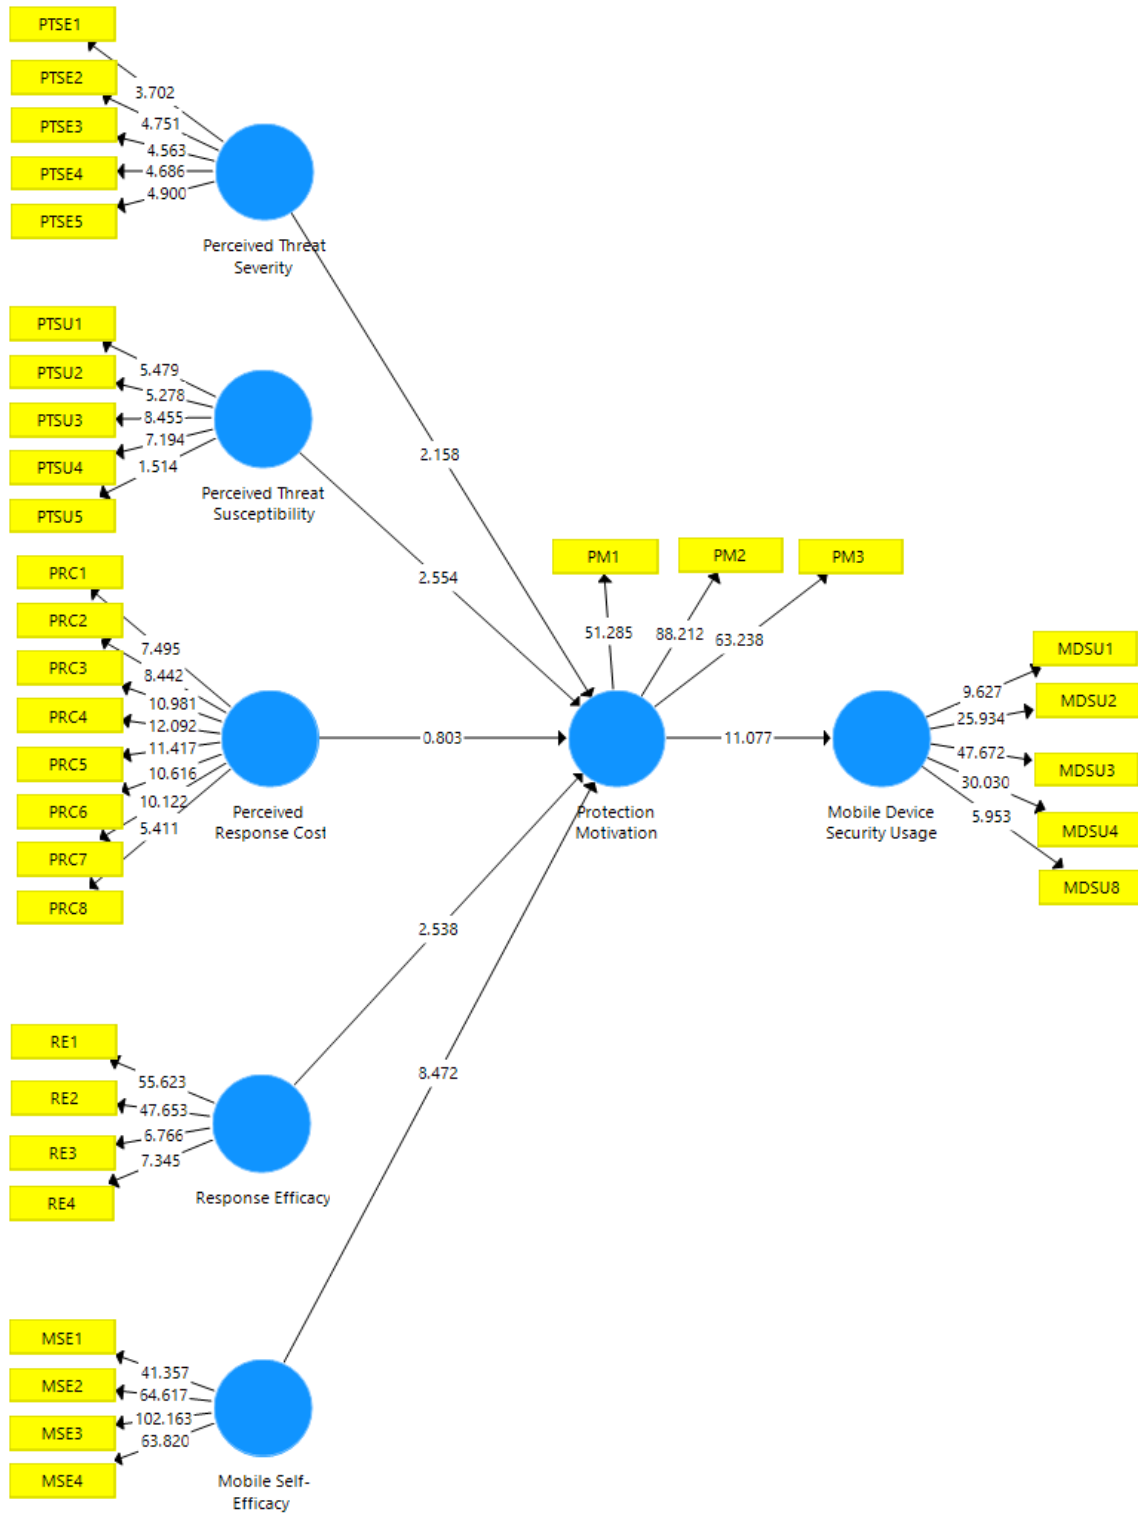 PTSE1
PTSE2
PTSE3
PTSE4
PTSE5
3.702
4.751
4.563
4.686
4.900
Perceived Threat
Severity
PTSU1
PTSU2
PTSU3
PTSU4
PTSU5
5.479
5.278
8.455
7.194
1.514
Perceived Threat
Susceptibility
PRC1
PRC2
PRC3
PRC4
PRC5
PRC6
PRC7
PRC8
7.495
8.442
10.981
12.092
11.417
10.616
10.122
5.411
Perceived
Response Cost
RE1
RE2
RE3
RE4
55.623
47.653
6.766
7.345
Response Efficacy
MSE1
MSE2
MSE3
MSE4
41.357
64.617
102.163
63.820
Mobile Self-
Efficacy
2.158
2.554
0.803
2.538
8.472
PM1
PM2
PM3
51.285
88.212
63.238
Protection
Motivation
11.077
Mobile Device
Security Usage
9.627
25.934
47.672
30.030
5.953
MDSU1
MDSU2
MDSU3
MDSU4
MDSU8